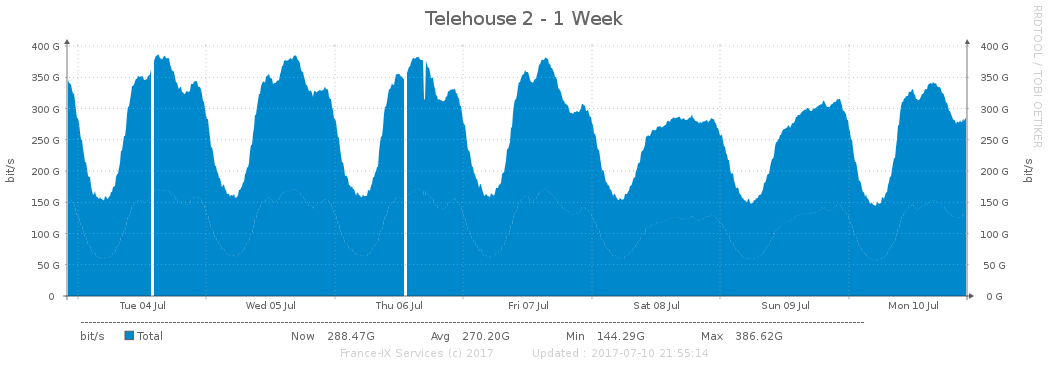 Telehouse 2 - 1 Week
RRDTOOL / TOBI OETIKER
400 G 400 G
350 G 350 G
300 G 300 G
250 G 250 G
200 G 200 G
150 G 150 G
100 G 100 G
50 G 50 G
0 0 G
bit/s bit/s
Tue 04 Jul Wed 05 Jul Thu 06 Jul Fri 07 Jul Sat 08 Jul Sun 09 Jul Mon 10 Jul
bit/s Total Now 288.47G Avg 270.20G Min 144.29G Max 386.62G
France-IX Services (c) 2017 Updated : 2017-07-10 21:55:14